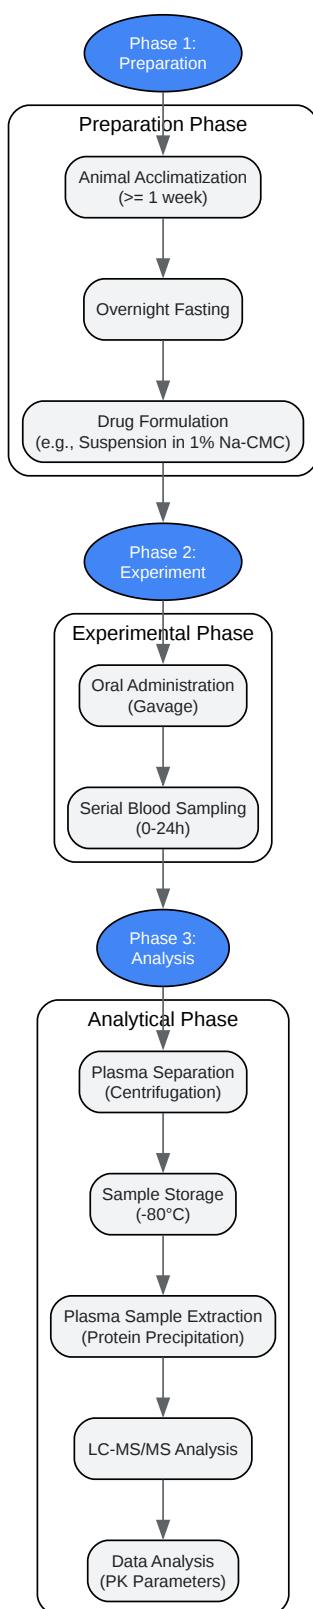 Phase 1:
Preparation
Preparation Phase
Animal Acclimatization
(>= 1 week)
Overnight Fasting
Drug Formulation
(e.g., Suspension in 1% Na-CMC)
Phase 2:
Experiment
Experimental Phase
Oral Administration
(Gavage)
Serial Blood Sampling
(0-24h)
Phase 3:
Analysis
Analytical Phase
Plasma Separation
(Centrifugation)
Sample Storage
(-80°C)
Plasma Sample Extraction
(Protein Precipitation)
LC-MS/MS Analysis
Data Analysis
(PK Parameters)